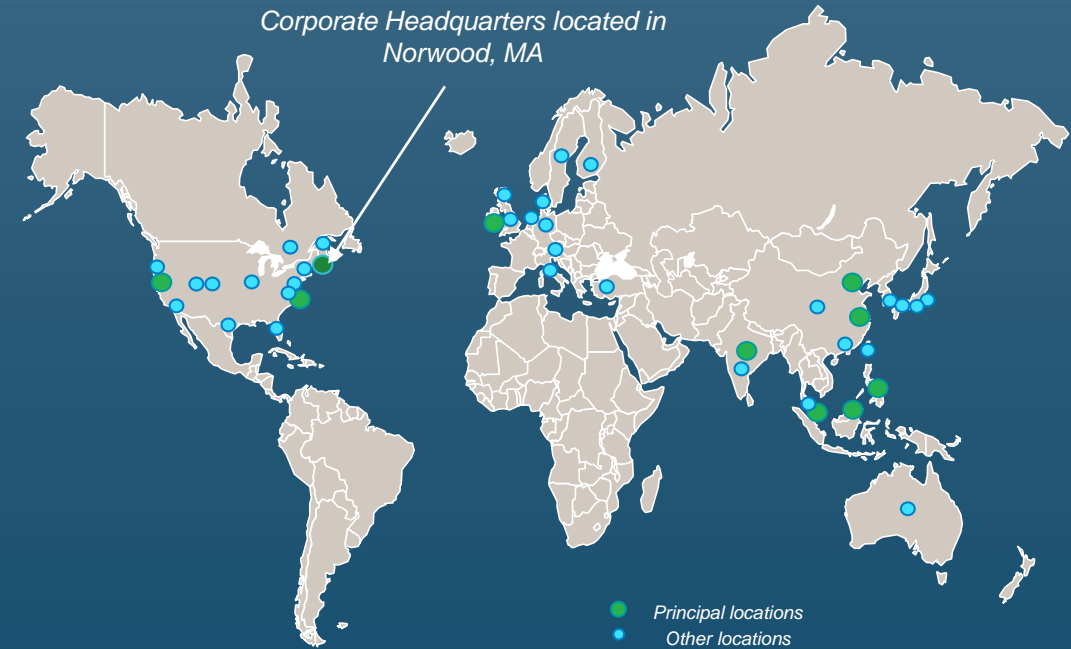 Corporate Headquarters located in
Norwood, MA
Principal locations
Other locations